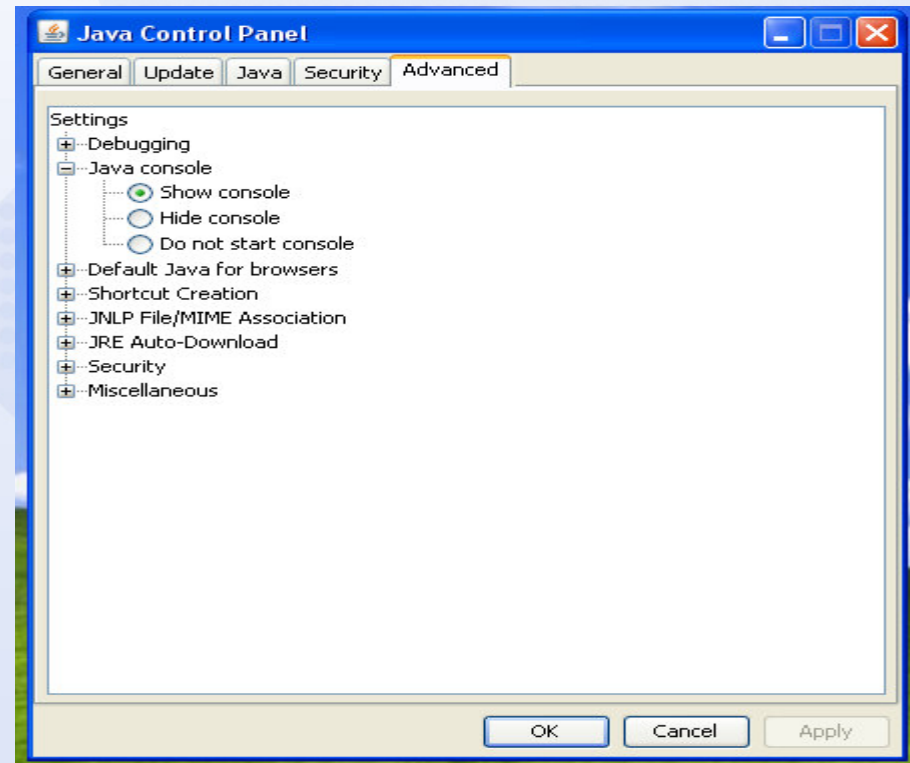 Java Control Panel
General Update Java Security Advanced
Settings
Debugging
Java console
Show console
Hide console
Do not start console
Default Java for browsers
Shortcut Creation
JNLP File/MIME Association
JRE Auto-Download
Security
Miscellaneous
OK Cancel Apply